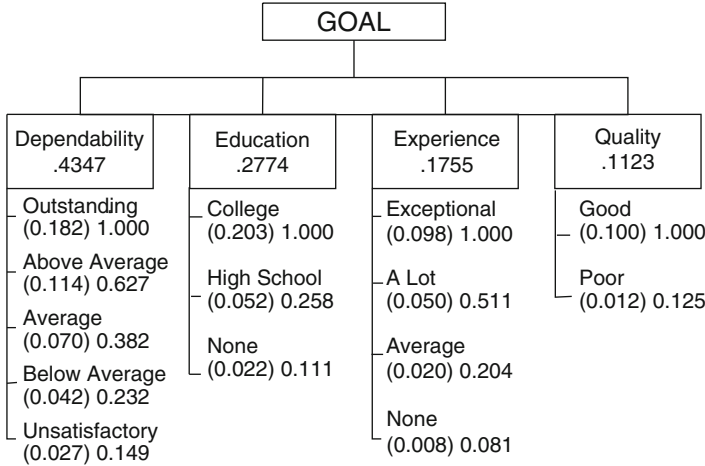 GOAL
Dependability
.4347
Education
.2774
Experience
.1755
Quality
.1123
Outstanding
(0.182) 1.000
Above Average
(0.114) 0.627
Average
(0.070) 0.382
Below Average
(0.042) 0.232
Unsatisfactory
(0.027) 0.149
College
(0.203) 1.000
High School
(0.052) 0.258
None
(0.022) 0.111
Exceptional
(0.098) 1.000
A Lot
(0.050) 0.511
Average
(0.020) 0.204
None
(0.008) 0.081
Good
(0.100) 1.000
Poor
(0.012) 0.125